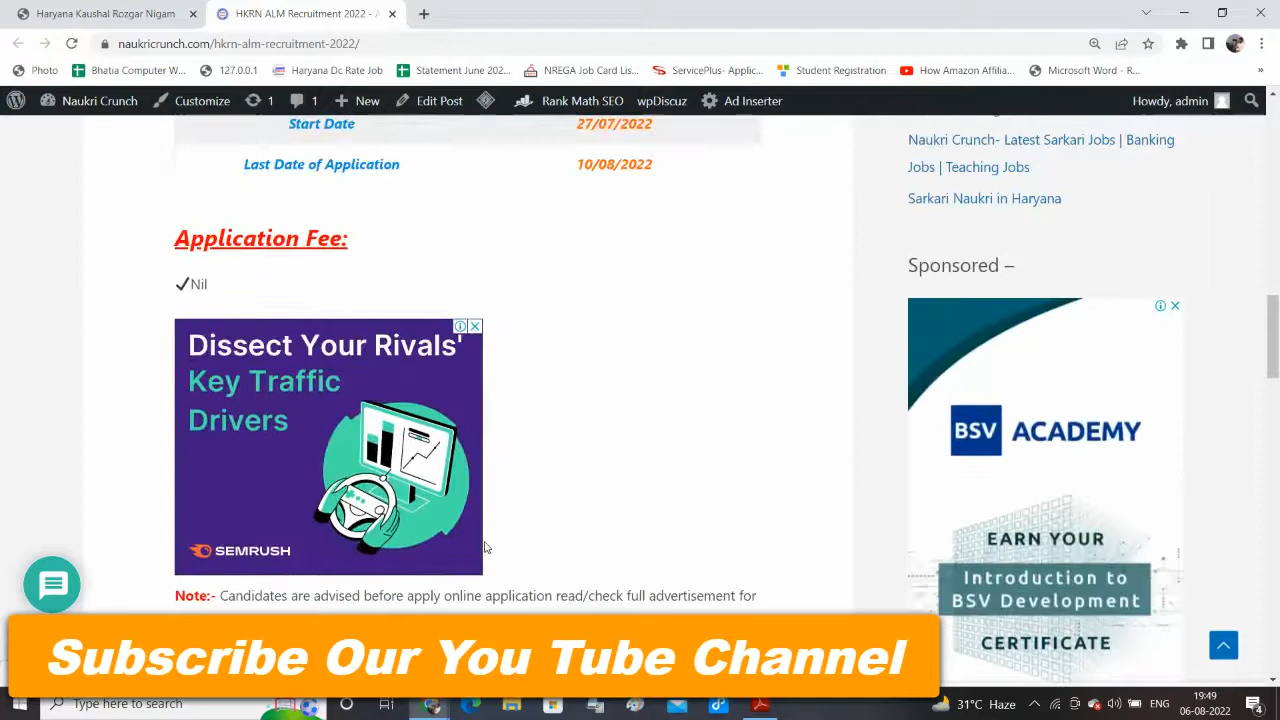 Haryana Kaushal Rozgar Nigam
HKRN ALM Recruitment 2022 -
naukricrunch.com/hkrn-alm-recruitment-2022/
Photo
Bhatia Computer W...
127.0.0.1
Haryana Dc Rate Job
Statement June 202...
NREGA Job Card Lis...
ServicePlus- Applic...
Student Registration
How Amazon Affilia...
Microsoft Word - R...
»
Naukri Crunch
Customize
1
1
New
Edit Post
Rank Math SEO
wpDiscuz
Ad Inserter
Howdy, admin
Start Date 27/07/2022
Last Date of Application 10/08/2022
Application Fee:
✓Nil
Dissect Your Rivals'
Key Traffic
Drivers
SEMRUSH
Note:- Candidates are advised before apply online application read/check full advertisement for
Naukri Crunch- Latest Sarkari Jobs | Banking
Jobs | Teaching Jobs
Sarkari Naukri in Haryana
Sponsored –
BSV ACADEMY
EARN YOUR
Introduction to
BSV Development
CERTIFICATE
Subscribe Our You Tube Channel
Type here to search
31°C Haze
19:49
06-08-2022
4